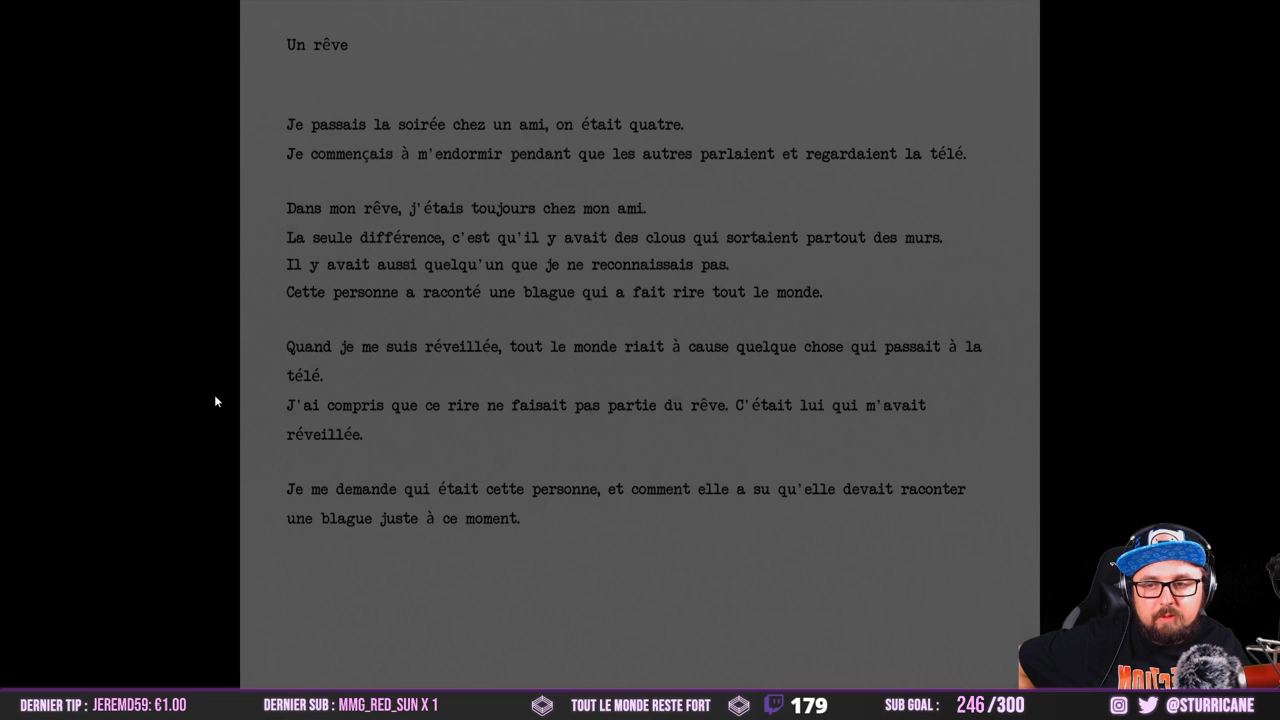 Un rêve
Je passais la soirée chez un ami, on était quatre.
Je commençais à m'endormir pendant que les autres parlaient et regardaient la télé.
Dans mon rêve, j'étais toujours chez mon ami.
La seule différence, c'est qu'il y avait des clous qui sortaient partout des murs.
Il y avait aussi quelqu'un que je ne reconnaissais pas.
Cette personne a raconté une blague qui a fait rire tout le monde.
Quand je me suis réveillée, tout le monde riait à cause quelque chose qui passait à la
télé.
J'ai compris que ce rire ne faisait pas partie du rêve. C'était lui qui m'avait
réveillée.
Je me demande qui était cette personne, et comment elle a su qu'elle devait raconter
une blague juste à ce moment.
DERNIER TIP : JEREMD59: €1.00 DERNIER SUB : MMG_RED_SUN X 1 TOUT LE MONDE RESTE FORT 179 SUB GOAL : 246 /300 @STURRICANE